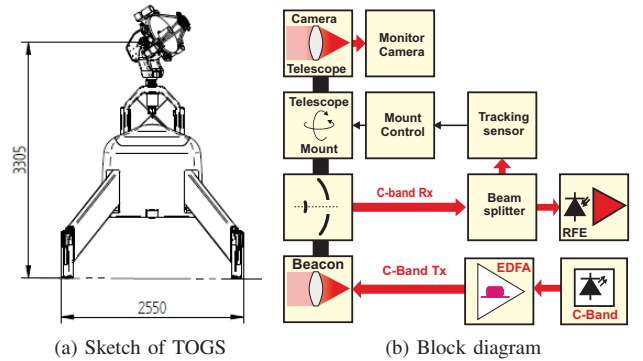 3305
2550
(a) Sketch of TOGS
Camera
Telescope
Monitor
Camera
Telescope
Mount
Mount
Control
Tracking
sensor
C-band Rx
Beam
splitter
RFE
Beacon
C-Band Tx
EDFA
C-Band
(b) Block diagram